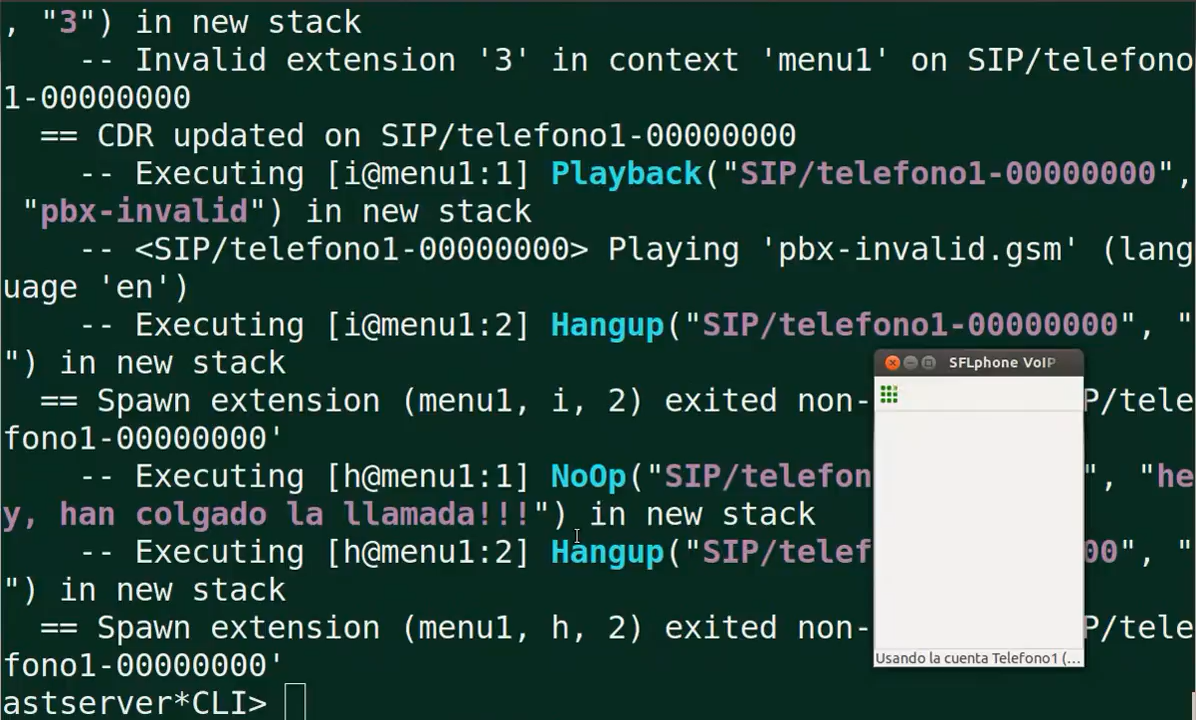 , "3") in new stack
    -- Invalid extension '3' in context 'menu1' on SIP/telefono
1-00000000
  == CDR updated on SIP/telefono1-00000000
    -- Executing [i@menu1:1] Playback("SIP/telefono1-00000000",
 "pbx-invalid") in new stack
    -- <SIP/telefono1-00000000> Playing 'pbx-invalid.gsm' (lang
uage 'en')
    -- Executing [i@menu1:2] Hangup("SIP/telefono1-00000000", "
") in new stack
  == Spawn extension (menu1, i, 2) exited non- P/tele
fono1-00000000'
    -- Executing [h@menu1:1] NoOp("SIP/telefon ", "he
y, han colgado la llamada!!!") in new stack
    -- Executing [h@menu1:2] Hangup("SIP/telef 00", "
") in new stack
  == Spawn extension (menu1, h, 2) exited non- P/tele
fono1-00000000'
astserver*CLI>
SFLphone VoIP
Usando la cuenta Telefono1 (...